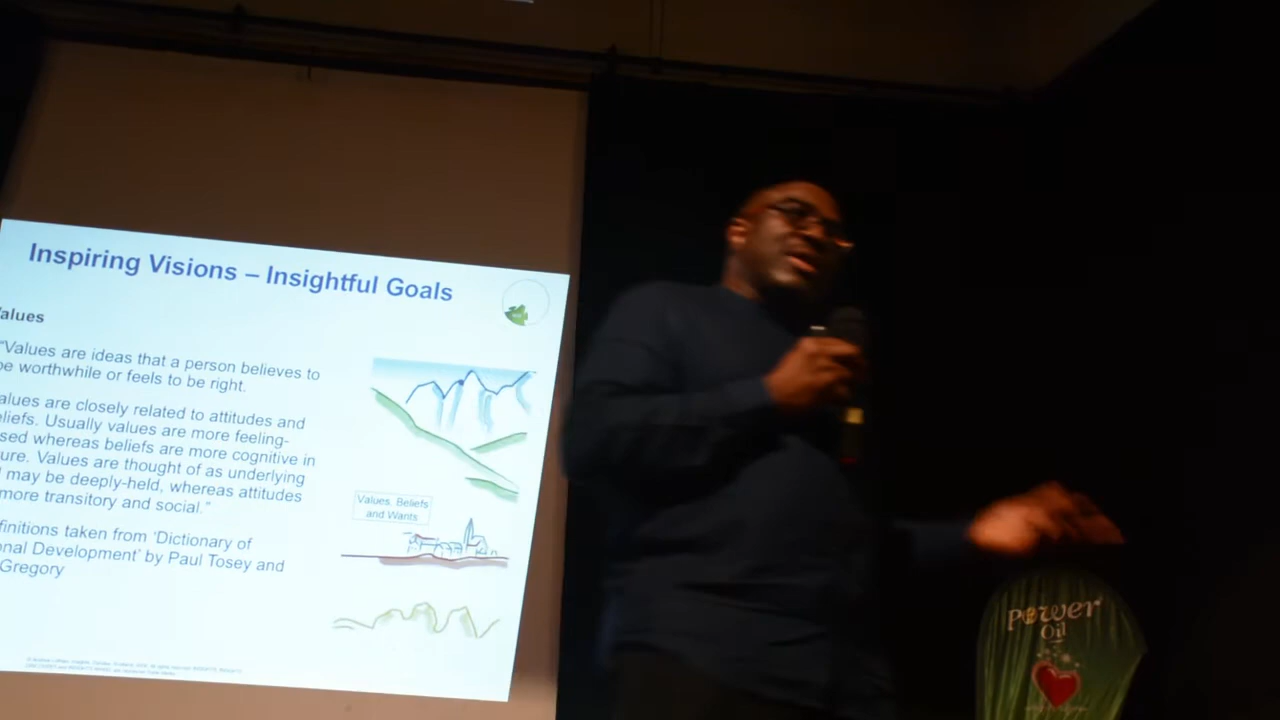 Inspiring Visions – Insightful Goals
alues
"Values are ideas that a person believes to
be worthwhile or feels to be right.
alues are closely related to attitudes and
eliefs. Usually values are more feeling-
sed whereas beliefs are more cognitive in
ure. Values are thought of as underlying
may be deeply-held, whereas attitudes
more transitory and social."
finitions taken from 'Dictionary of
onal Development' by Paul Tosey and
Gregory
Values, Beliefs
and Wants
Power
Oil